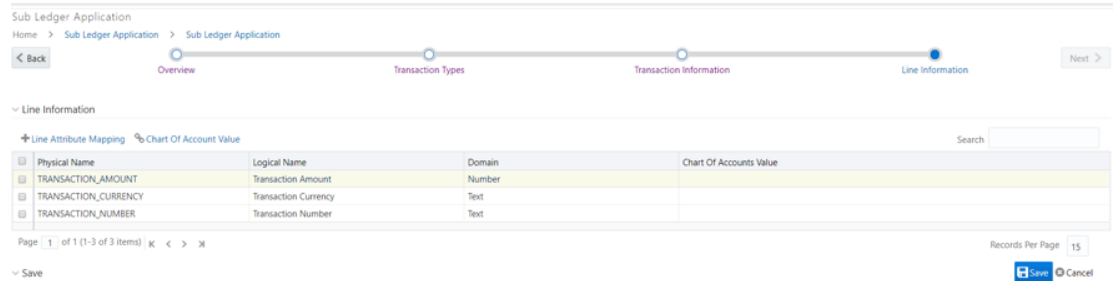 Sub Ledger Application
Home > Sub Ledger Application > Sub Ledger Application
< Back
Overview Transaction Types Transaction Information Line Information
Next >
Line Information
+Line Attribute Mapping Chart Of Account Value
Search
Physical Name Logical Name Domain Chart Of Accounts Value
TRANSACTION_AMOUNT Transaction Amount Number
TRANSACTION_CURRENCY Transaction Currency Text
TRANSACTION_NUMBER Transaction Number Text
Page 1 of 1 (1-3 of 3 items) K < > >|
Records Per Page 15
Save
Save Cancel